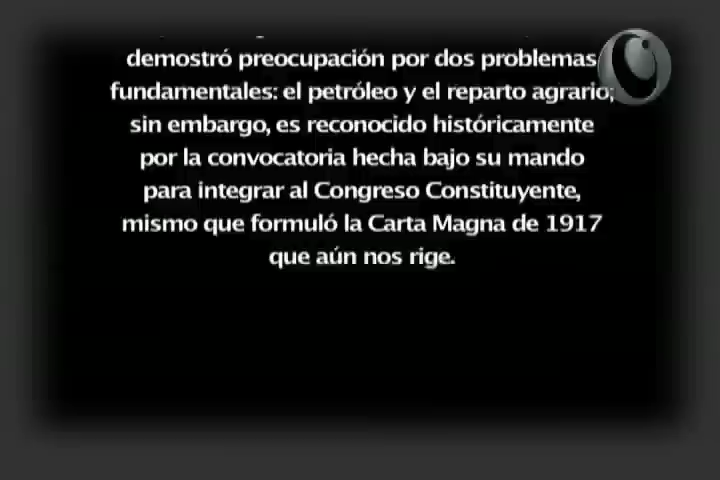 demostró preocupación por dos problemas
fundamentales: el petróleo y el reparto agrario;
sin embargo, es reconocido históricamente
por la convocatoria hecha bajo su mando
para integrar al Congreso Constituyente,
mismo que formuló la Carta Magna de 1917
que aún nos rige.